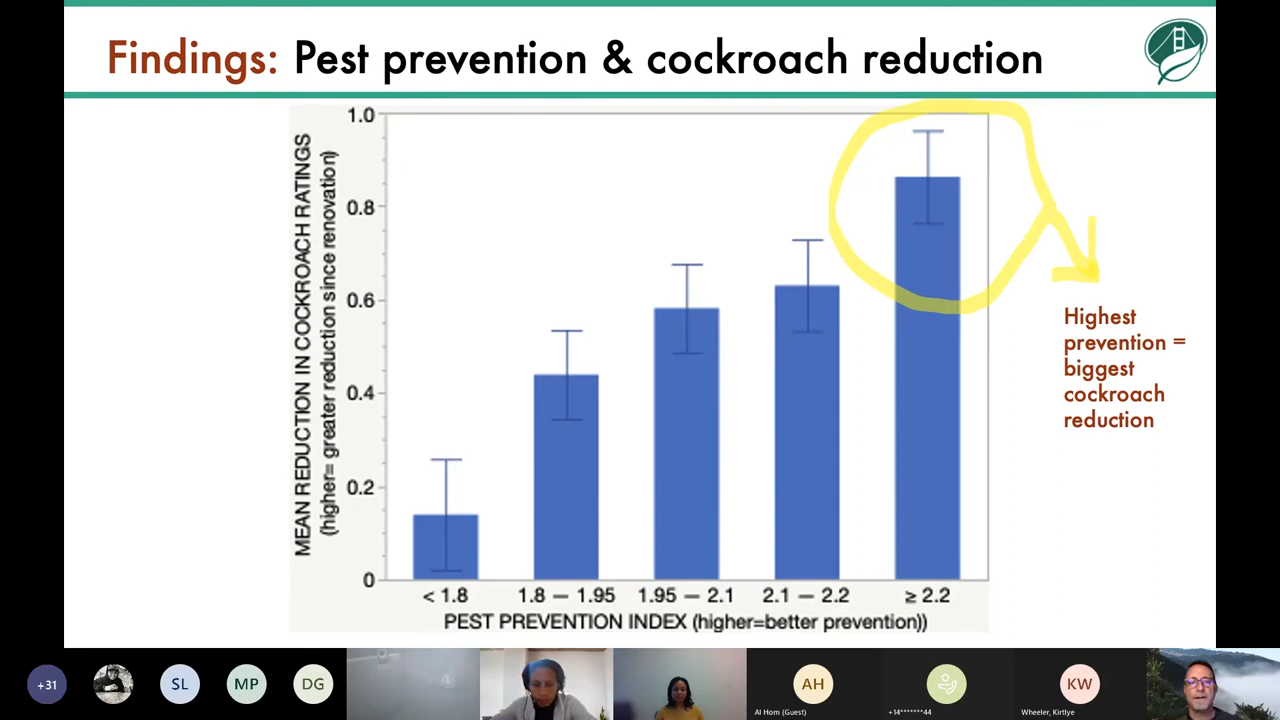 Findings: Pest prevention & cockroach reduction
MEAN REDUCTION IN COCKROACH RATINGS
(higher= greater reduction since renovation)
1.0
0.8
0.6
0.4
0.2
0
< 1.8
1.8 – 1.95
1.95 – 2.1
2.1 – 2.2
≥ 2.2
PEST PREVENTION INDEX (higher=better prevention))
Highest
prevention =
biggest
cockroach
reduction
+31
SL
MP
DG
AH
Al Hom (Guest)
+14*******44
KW
Wheeler, Kirtlye